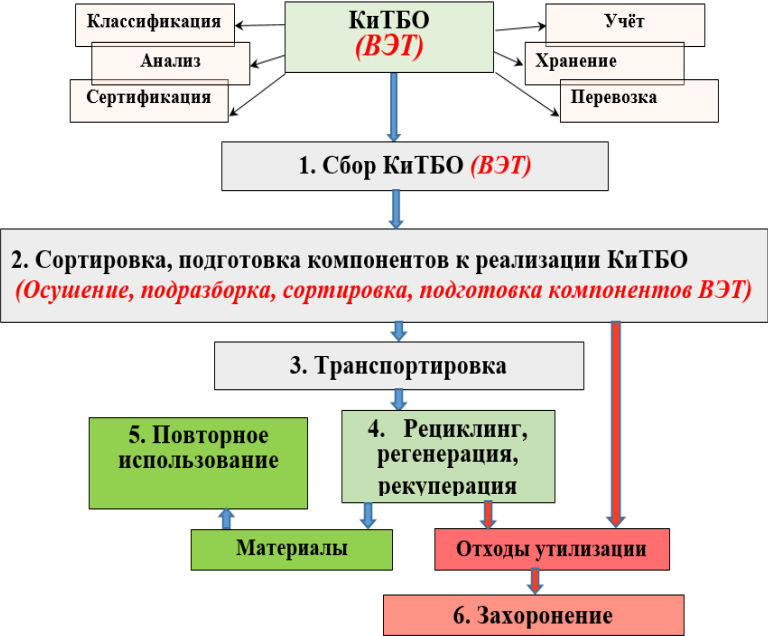 Классификация
Анализ
Сертификация
КиТБО
(ВЭТ)
Учёт
Хранение
Перевозка
1. Сбор КиТБО (ВЭТ)
2. Сортировка, подготовка компонентов к реализации КиТБО
(Осушение, подразборка, сортировка, подготовка компонентов ВЭТ)
3. Транспортировка
5. Повторное
использование
4. Рециклинг,
регенерация,
рекуперация
Материалы
Отходы утилизации
6. Захоронение